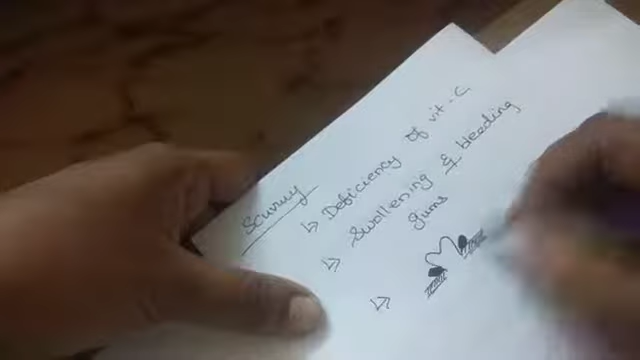 Scurvy
↳ Deficiency of vit-C
↳ Swollening & bleeding
gums
↳